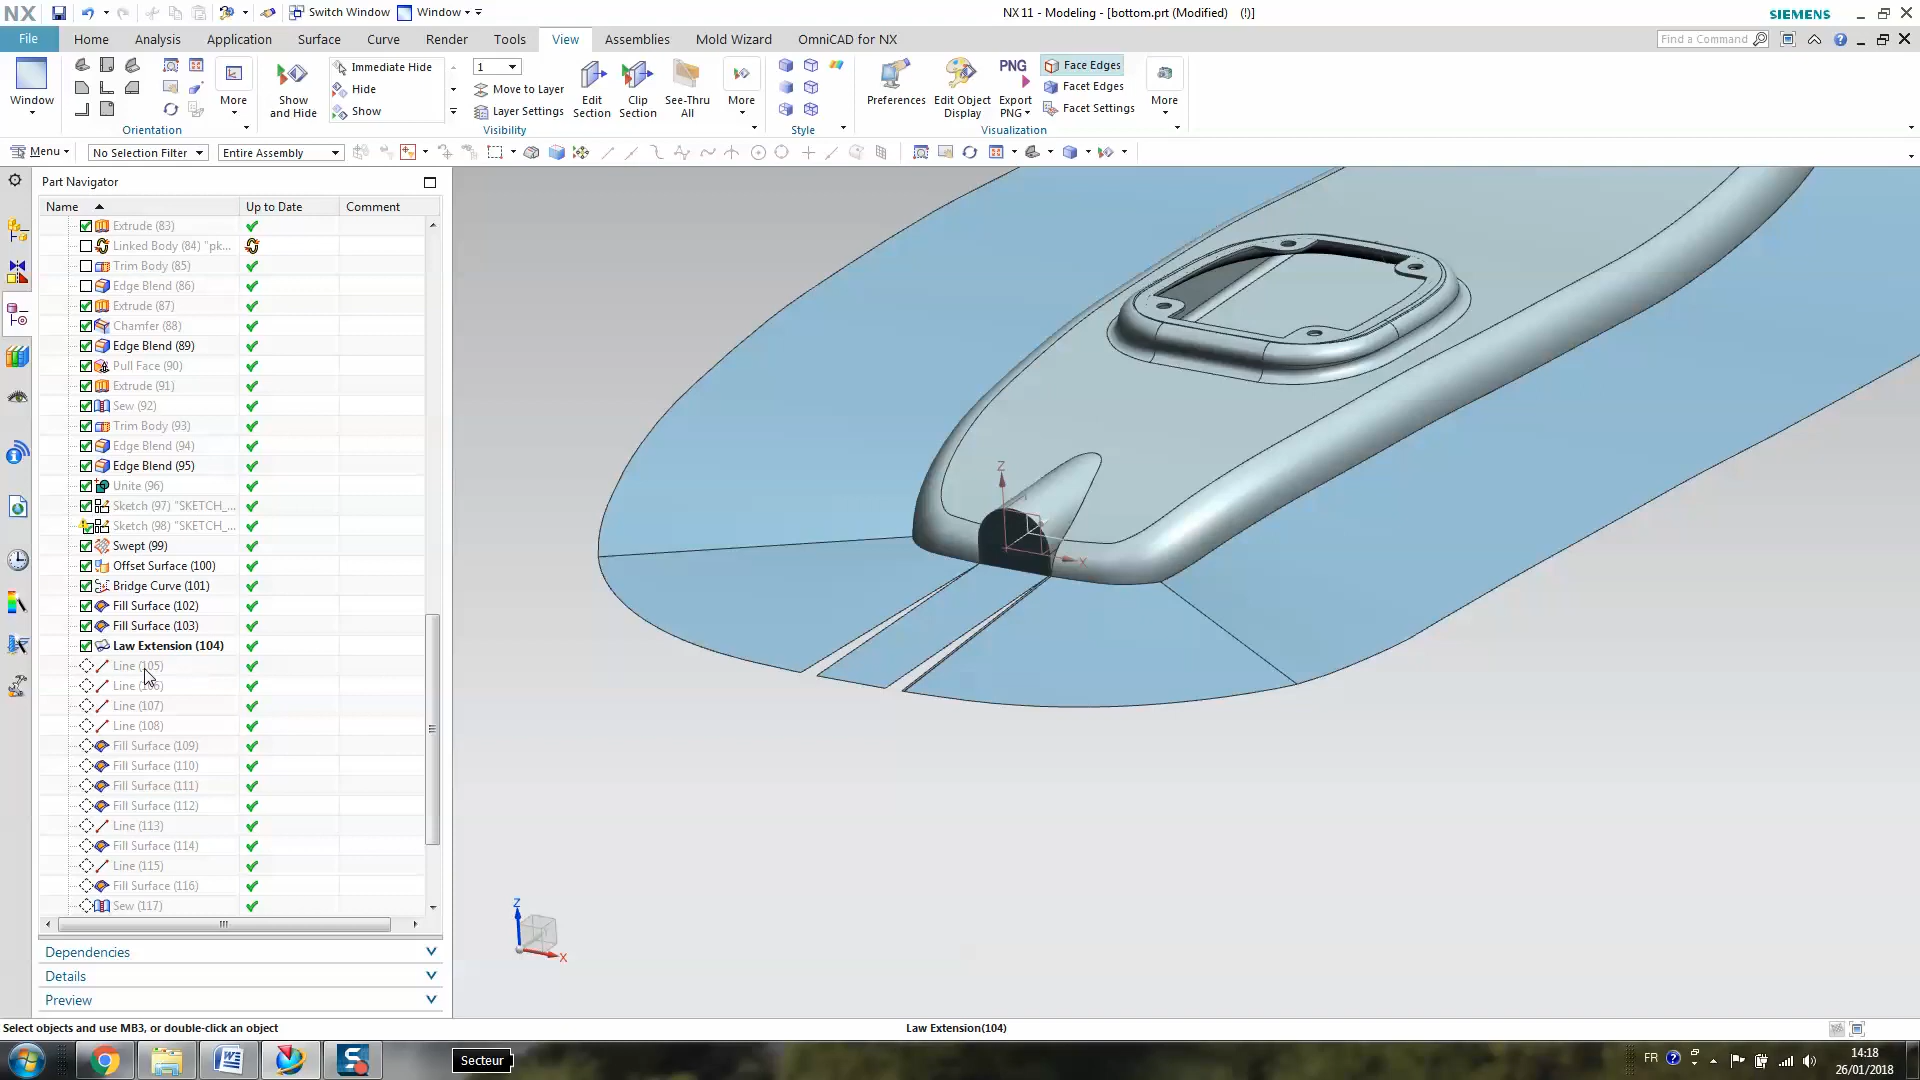 NX
Switch Window
Window
NX 11 - Modeling - [bottom.prt (Modified) (!)]
SIEMENS
File
Home
Analysis
Application
Surface
Curve
Render
Tools
View
Assemblies
Mold Wizard
OmniCAD for NX
Find a Command
Window
More
Show and Hide
Immediate Hide
Hide
Show
1
Move to Layer
Layer Settings
Edit Section
Clip Section
See-Thru All
More
Preferences
Edit Object Display
PNG
Export PNG
Face Edges
Facet Edges
Facet Settings
More
Orientation
Visibility
Style
Visualization
Menu
No Selection Filter
Entire Assembly
Part Navigator
Name
Up to Date
Comment
Extrude (83)
Linked Body (84) "pk...
Trim Body (85)
Edge Blend (86)
Extrude (87)
Chamfer (88)
Edge Blend (89)
Pull Face (90)
Extrude (91)
Sew (92)
Trim Body (93)
Edge Blend (94)
Edge Blend (95)
Unite (96)
Sketch (97) "SKETCH_...
Sketch (98) "SKETCH_...
Swept (99)
Offset Surface (100)
Bridge Curve (101)
Fill Surface (102)
Fill Surface (103)
Law Extension (104)
Line (105)
Line (106)
Line (107)
Line (108)
Fill Surface (109)
Fill Surface (110)
Fill Surface (111)
Fill Surface (112)
Line (113)
Fill Surface (114)
Line (115)
Fill Surface (116)
Sew (117)
Dependencies
Details
Preview
Z
X
Z
X
Select objects and use MB3, or double-click an object
Law Extension(104)
Secteur
FR
14:18
26/01/2018